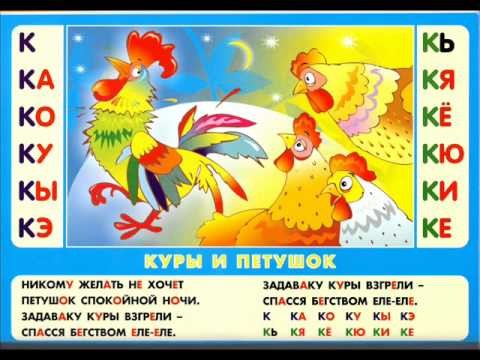 К
КА
КО
КУ
КЫ
КЭ
КЬ
КЯ
КЁ
КЮ
КИ
КЕ
КУРЫ И ПЕТУШОК
НИКОМУ ЖЕЛАТЬ НЕ ХОЧЕТ
ПЕТУШОК СПОКОЙНОЙ НОЧИ.
ЗАДАВАКУ КУРЫ ВЗГРЕЛИ –
СПАССЯ БЕГСТВОМ ЕЛЕ-ЕЛЕ.
ЗАДАВАКУ КУРЫ ВЗГРЕЛИ –
СПАССЯ БЕГСТВОМ ЕЛЕ-ЕЛЕ.
К КА КО КУ КЫ КЭ
КЬ КЯ КЁ КЮ КИ КЕ